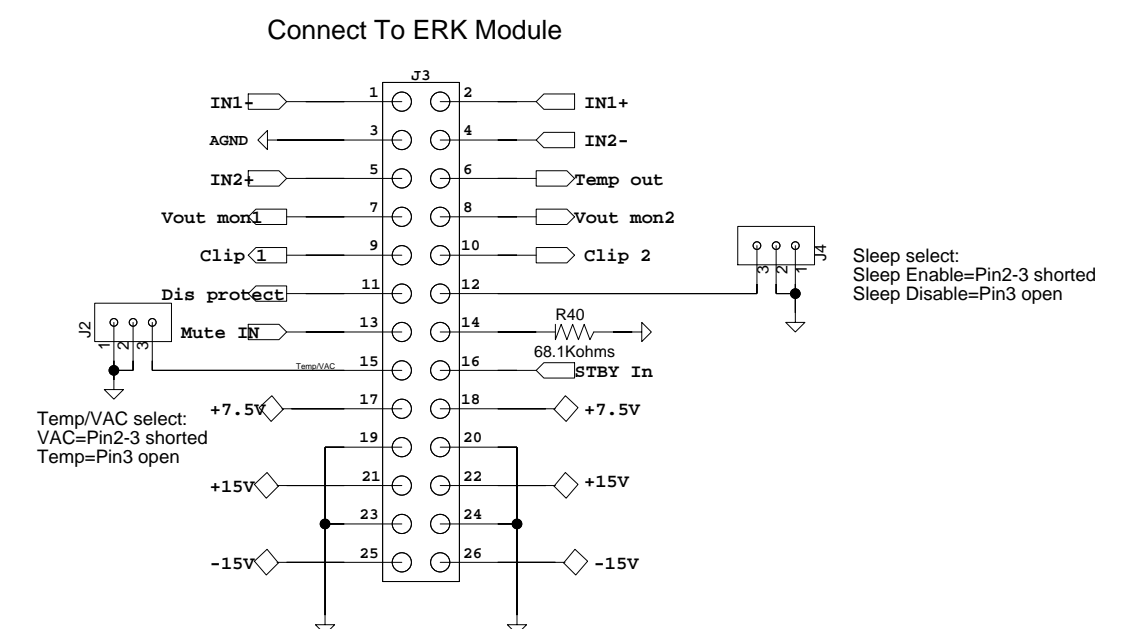 Connect To ERK Module
J3
IN1- 1 2 IN1+
AGND 3 4 IN2-
IN2+ 5 6 Temp out
Vout mon1 7 8 Vout mon2
Clip 1 9 10 Clip 2
Dis protect 11 12
Mute IN 13 14 R40
68.1Kohms
Temp/VAC 15 16 STBY In
+7.5V 17 18 +7.5V
19 20
+15V 21 22 +15V
23 24
-15V 25 26 -15V
J2
1 2 3
Temp/VAC select:
VAC=Pin2-3 shorted
Temp=Pin3 open
J4
3 2 1
Sleep select:
Sleep Enable=Pin2-3 shorted
Sleep Disable=Pin3 open